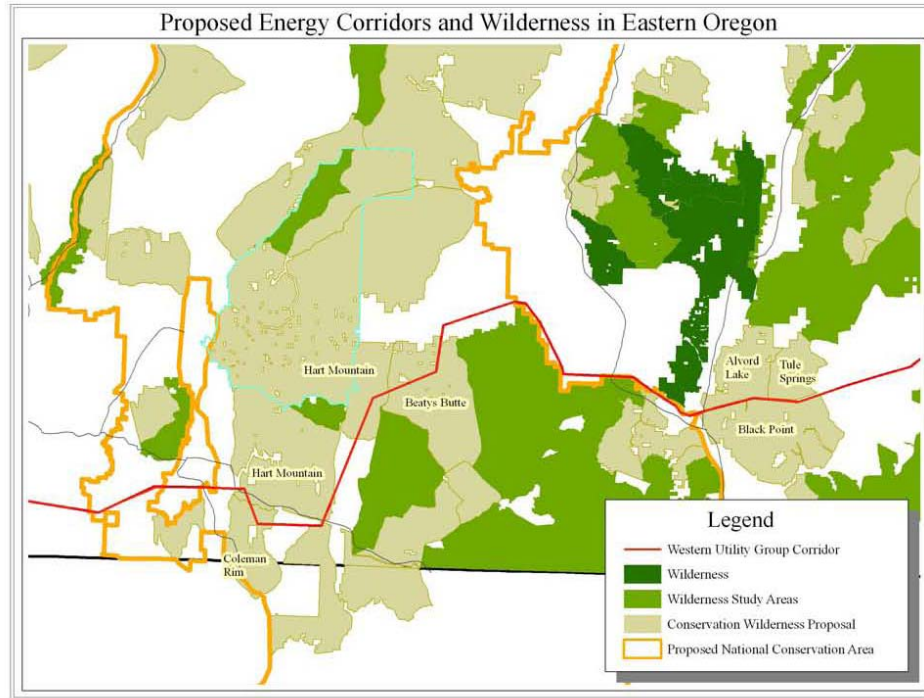 Proposed Energy Corridors and Wilderness in Eastern Oregon
Hart Mountain
Beatys Butte
Alvord
Lake
Tule
Springs
Black Point
Hart Mountain
Coleman
Rim
Legend
Western Utility Group Corridor
Wilderness
Wilderness Study Areas
Conservation Wilderness Proposal
Proposed National Conservation Area